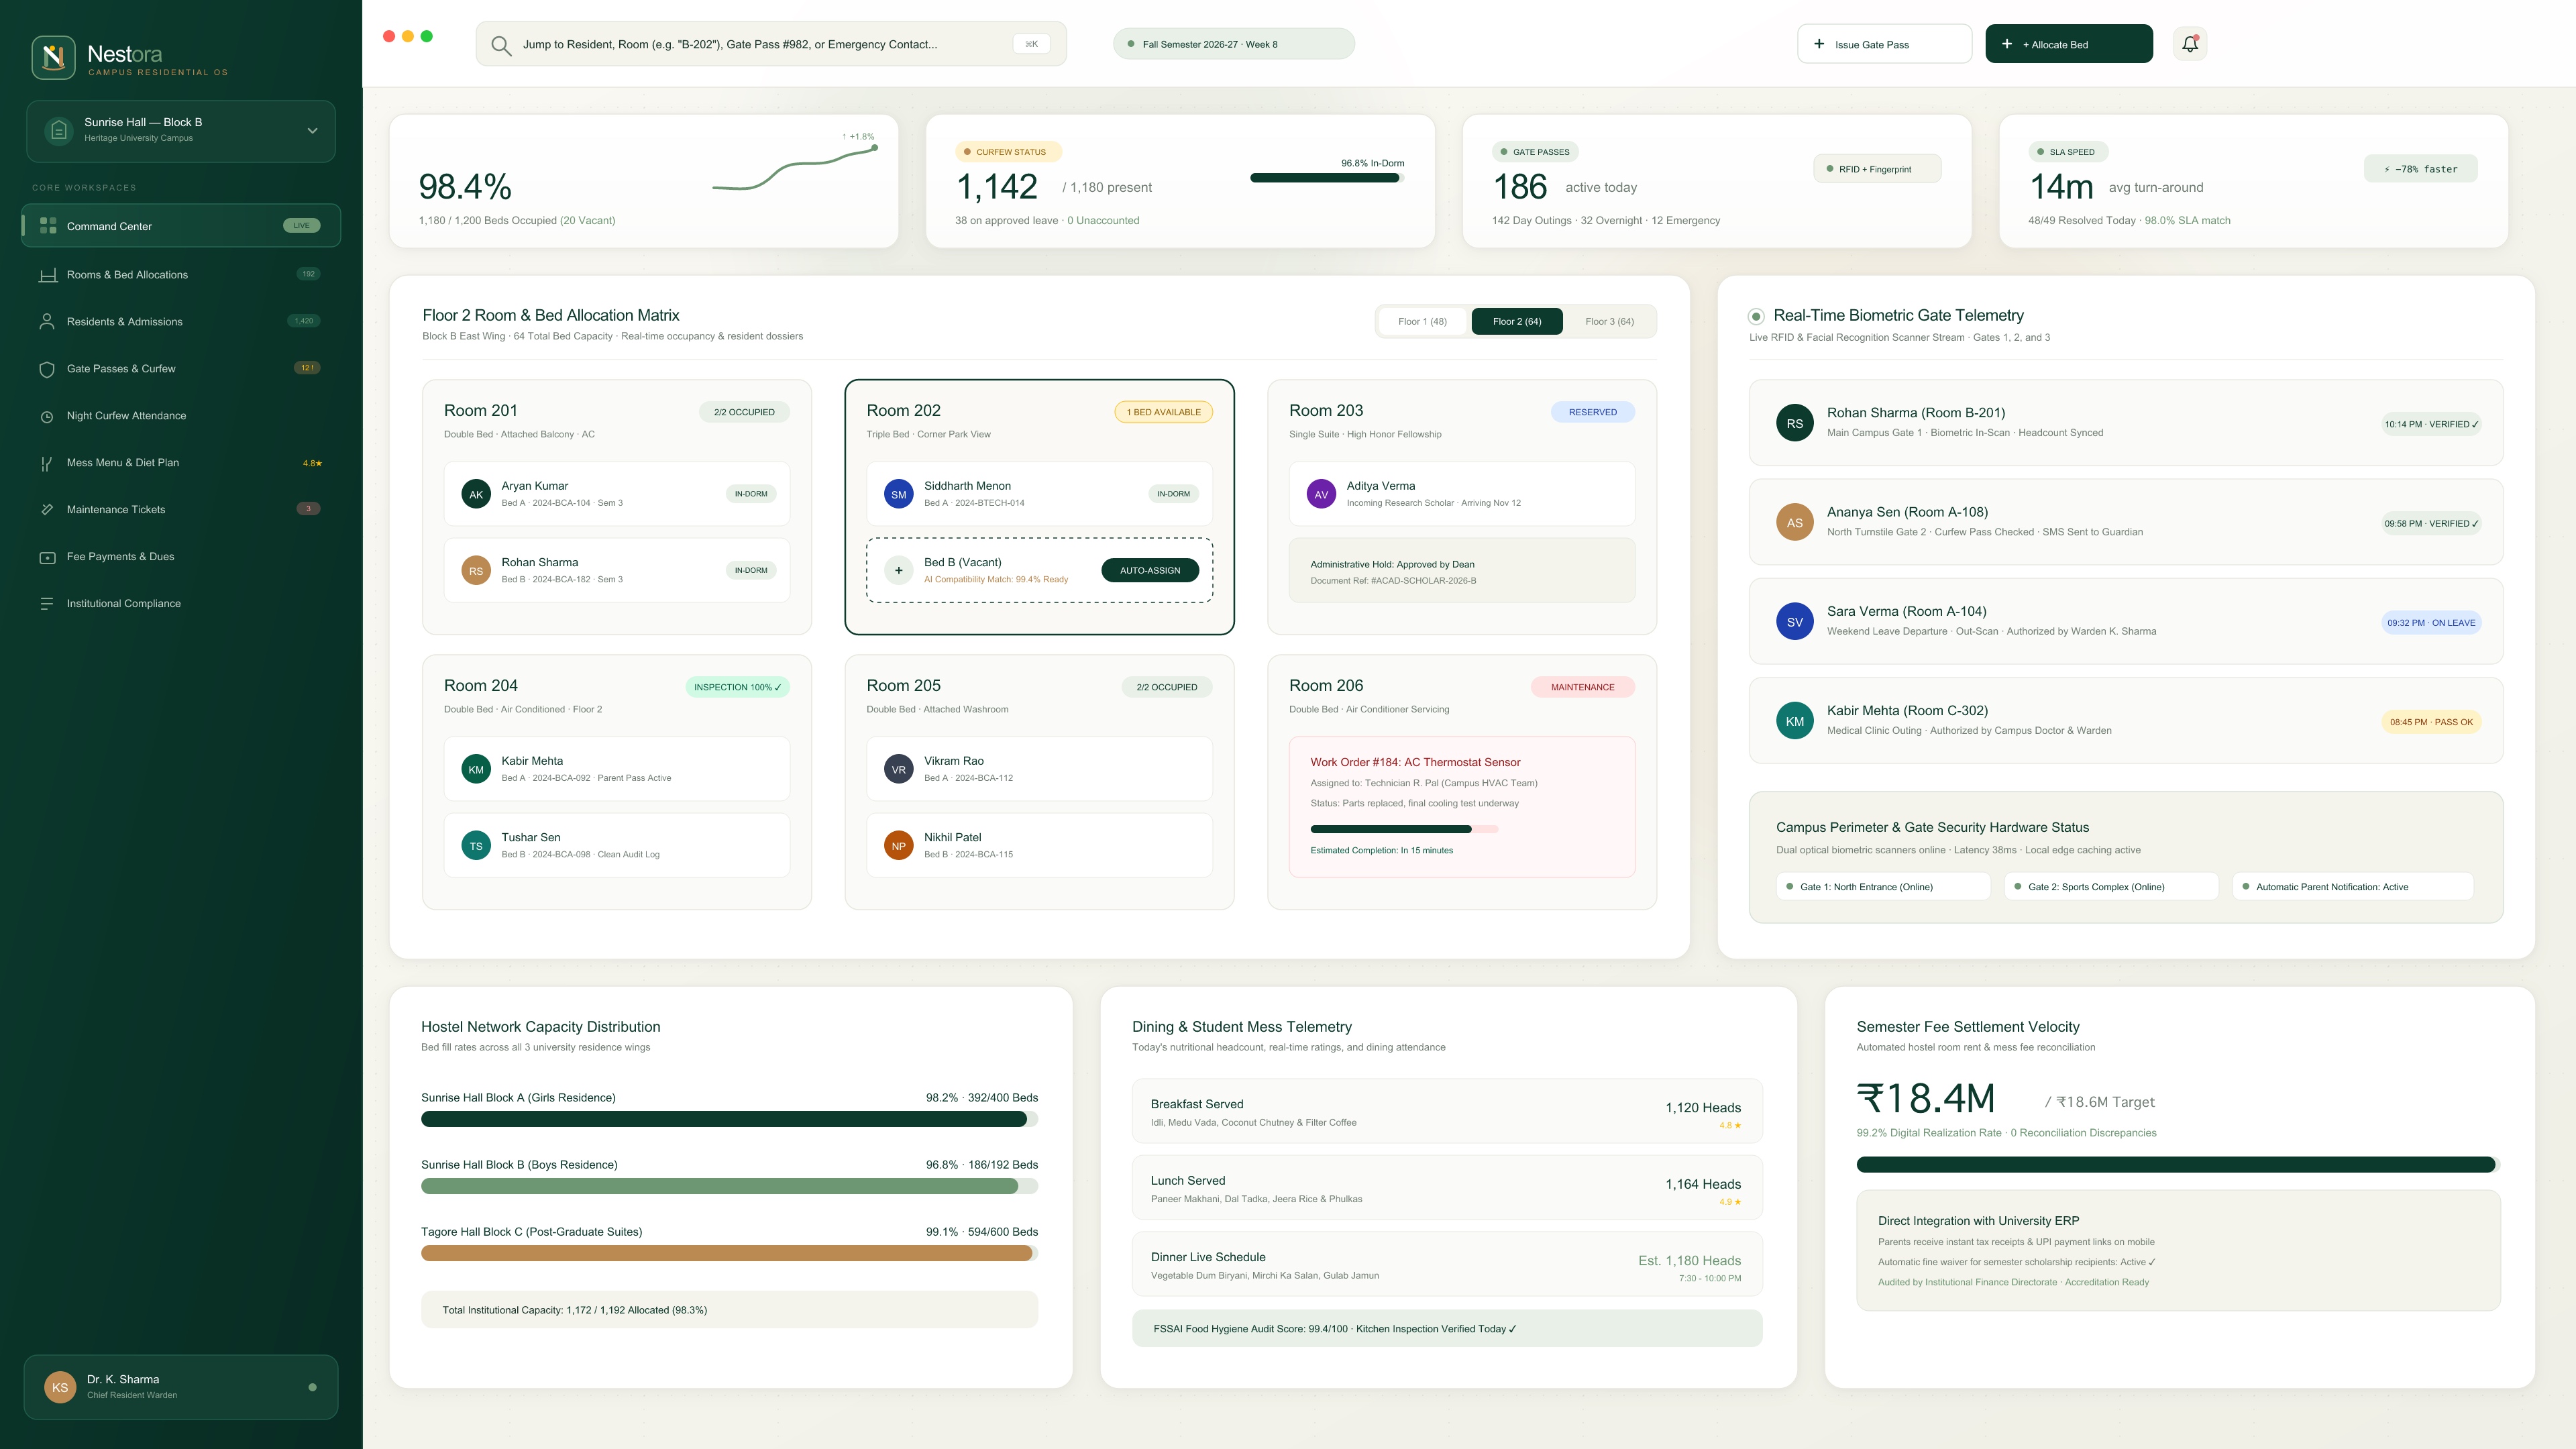 Nestora
CAMPUS RESIDENTIAL OS
Sunrise Hall — Block B
Heritage University Campus
CORE WORKSPACES
Command Center
LIVE
Rooms & Bed Allocations
192
Residents & Admissions
1,420
Gate Passes & Curfew
12 !
Night Curfew Attendance
Mess Menu & Diet Plan
4.8★
Maintenance Tickets
3
Fee Payments & Dues
Institutional Compliance
KS
Dr. K. Sharma
Chief Resident Warden
Jump to Resident, Room (e.g. "B-202"), Gate Pass #982, or Emergency Contact...
⌘K
Fall Semester 2026-27 · Week 8
+ Issue Gate Pass
+ + Allocate Bed
↑ +1.8%
98.4%
1,180 / 1,200 Beds Occupied (20 Vacant)
CURFEW STATUS
96.8% In-Dorm
1,142 / 1,180 present
38 on approved leave · 0 Unaccounted
GATE PASSES
RFID + Fingerprint
186 active today
142 Day Outings · 32 Overnight · 12 Emergency
SLA SPEED
⚡ −78% faster
14m avg turn-around
48/49 Resolved Today · 98.0% SLA match
Floor 2 Room & Bed Allocation Matrix
Block B East Wing · 64 Total Bed Capacity · Real-time occupancy & resident dossiers
Floor 1 (48)
Floor 2 (64)
Floor 3 (64)
Room 201
2/2 OCCUPIED
Double Bed · Attached Balcony · AC
AK
Aryan Kumar
Bed A · 2024-BCA-104 · Sem 3
IN-DORM
RS
Rohan Sharma
Bed B · 2024-BCA-182 · Sem 3
IN-DORM
Room 202
1 BED AVAILABLE
Triple Bed · Corner Park View
SM
Siddharth Menon
Bed A · 2024-BTECH-014
IN-DORM
+
Bed B (Vacant)
AI Compatibility Match: 99.4% Ready
AUTO-ASSIGN
Room 203
RESERVED
Single Suite · High Honor Fellowship
AV
Aditya Verma
Incoming Research Scholar · Arriving Nov 12
Administrative Hold: Approved by Dean
Document Ref: #ACAD-SCHOLAR-2026-B
Room 204
INSPECTION 100% ✓
Double Bed · Air Conditioned · Floor 2
KM
Kabir Mehta
Bed A · 2024-BCA-092 · Parent Pass Active
TS
Tushar Sen
Bed B · 2024-BCA-098 · Clean Audit Log
Room 205
2/2 OCCUPIED
Double Bed · Attached Washroom
VR
Vikram Rao
Bed A · 2024-BCA-112
NP
Nikhil Patel
Bed B · 2024-BCA-115
Room 206
MAINTENANCE
Double Bed · Air Conditioner Servicing
Work Order #184: AC Thermostat Sensor
Assigned to: Technician R. Pal (Campus HVAC Team)
Status: Parts replaced, final cooling test underway
Estimated Completion: In 15 minutes
Real-Time Biometric Gate Telemetry
Live RFID & Facial Recognition Scanner Stream · Gates 1, 2, and 3
RS
Rohan Sharma (Room B-201)
Main Campus Gate 1 · Biometric In-Scan · Headcount Synced
10:14 PM · VERIFIED ✓
AS
Ananya Sen (Room A-108)
North Turnstile Gate 2 · Curfew Pass Checked · SMS Sent to Guardian
09:58 PM · VERIFIED ✓
SV
Sara Verma (Room A-104)
Weekend Leave Departure · Out-Scan · Authorized by Warden K. Sharma
09:32 PM · ON LEAVE
KM
Kabir Mehta (Room C-302)
Medical Clinic Outing · Authorized by Campus Doctor & Warden
08:45 PM · PASS OK
Campus Perimeter & Gate Security Hardware Status
Dual optical biometric scanners online · Latency 38ms · Local edge caching active
Gate 1: North Entrance (Online)
Gate 2: Sports Complex (Online)
Automatic Parent Notification: Active
Hostel Network Capacity Distribution
Bed fill rates across all 3 university residence wings
Sunrise Hall Block A (Girls Residence)
98.2% · 392/400 Beds
Sunrise Hall Block B (Boys Residence)
96.8% · 186/192 Beds
Tagore Hall Block C (Post-Graduate Suites)
99.1% · 594/600 Beds
Total Institutional Capacity: 1,172 / 1,192 Allocated (98.3%)
Dining & Student Mess Telemetry
Today's nutritional headcount, real-time ratings, and dining attendance
Breakfast Served
Idli, Medu Vada, Coconut Chutney & Filter Coffee
1,120 Heads
4.8 ★
Lunch Served
Paneer Makhani, Dal Tadka, Jeera Rice & Phulkas
1,164 Heads
4.9 ★
Dinner Live Schedule
Vegetable Dum Biryani, Mirchi Ka Salan, Gulab Jamun
Est. 1,180 Heads
7:30 - 10:00 PM
FSSAI Food Hygiene Audit Score: 99.4/100 · Kitchen Inspection Verified Today ✓
Semester Fee Settlement Velocity
Automated hostel room rent & mess fee reconciliation
₹18.4M / ₹18.6M Target
99.2% Digital Realization Rate · 0 Reconciliation Discrepancies
Direct Integration with University ERP
Parents receive instant tax receipts & UPI payment links on mobile
Automatic fine waiver for semester scholarship recipients: Active ✓
Audited by Institutional Finance Directorate · Accreditation Ready